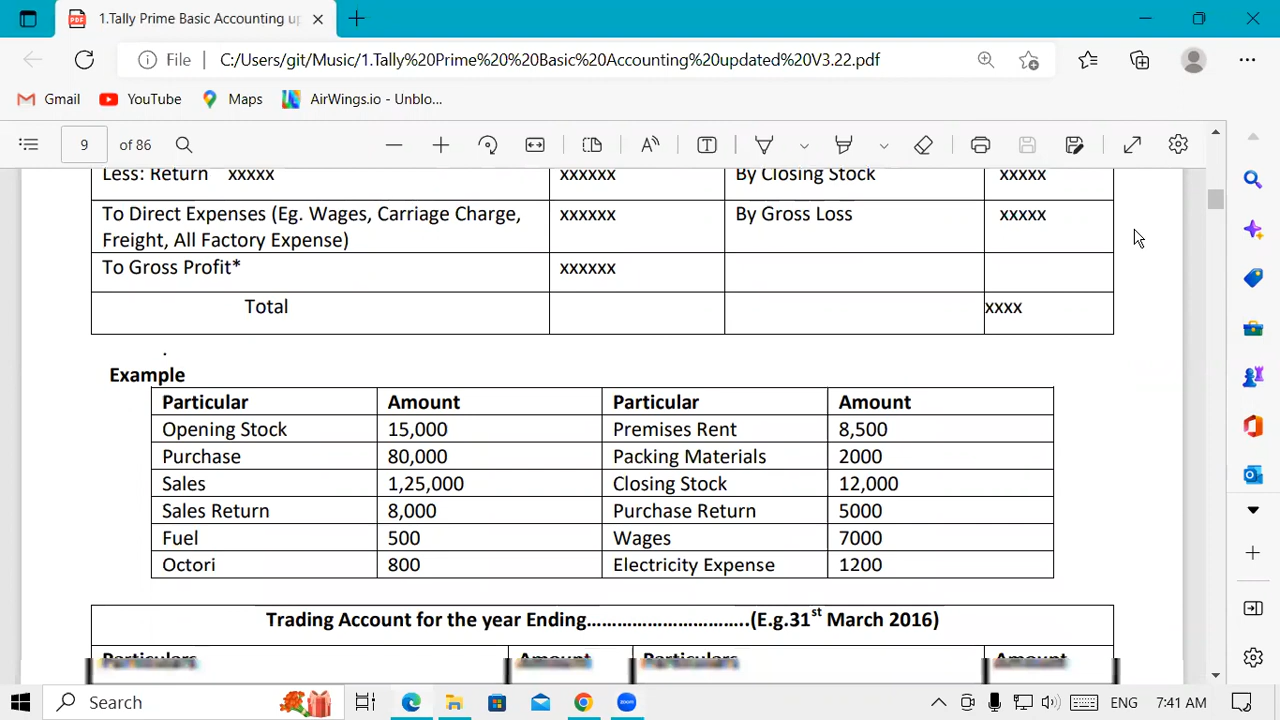 1.Tally Prime Basic Accounting up
File C:/Users/git/Music/1.Tally%20Prime%20%20Basic%20Accounting%20updated%20V3.22.pdf
Gmail YouTube Maps AirWings.io - Unblo...
9 of 86
Less: Return xxxxx xxxxxx By Closing Stock xxxxx
To Direct Expenses (Eg. Wages, Carriage Charge, xxxxxx By Gross Loss xxxxx
Freight, All Factory Expense)
To Gross Profit* xxxxxx
Total xxxx
.
Example
Particular Amount Particular Amount
Opening Stock 15,000 Premises Rent 8,500
Purchase 80,000 Packing Materials 2000
Sales 1,25,000 Closing Stock 12,000
Sales Return 8,000 Purchase Return 5000
Fuel 500 Wages 7000
Octori 800 Electricity Expense 1200
Trading Account for the year Ending…………………………..(E.g.31st March 2016)
Particulars Amount Particulars Amount
Search ENG 7:41 AM